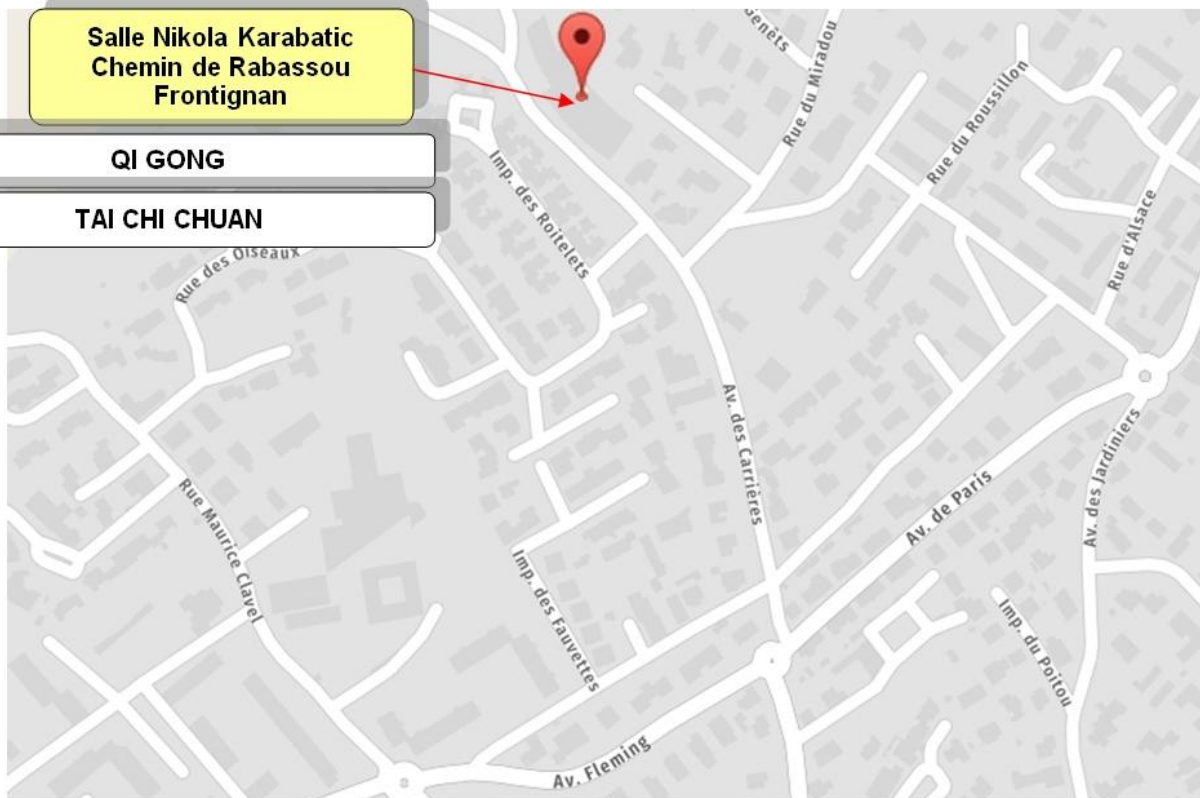 Salle Nikola Karabatic
Chemin de Rabassou
Frontignan
QI GONG
TAI CHI CHUAN
Genêts
Rue du Miradou
Rue du Roussillon
Imp. des Roitelets
Rue d'Alsace
Rue des Oiseaux
Av. des Carrières
Av. de Paris
Av. des Jardiniers
Rue Maurice Clavel
Imp. des Fauvettes
Imp. du Poitou
Av. Fleming